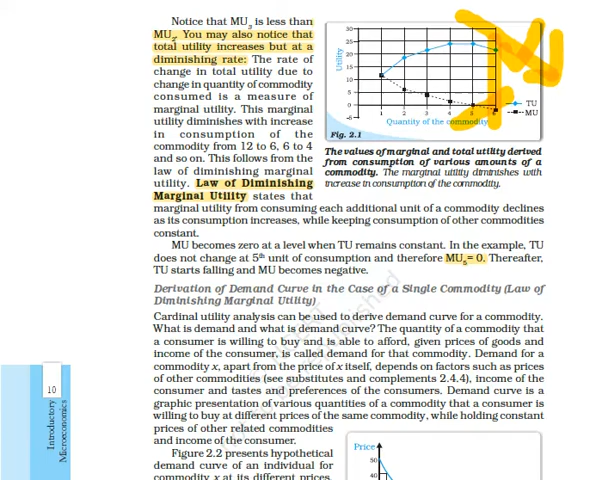 Notice that MU3 is less than
MU2. You may also notice that
total utility increases but at a
diminishing rate: The rate of
change in total utility due to
change in quantity of commodity
consumed is a measure of
marginal utility. This marginal
utility diminishes with increase
in consumption of the
commodity from 12 to 6, 6 to 4
and so on. This follows from the
law of diminishing marginal
utility. Law of Diminishing
Marginal Utility states that
marginal utility from consuming each additional unit of a commodity declines
as its consumption increases, while keeping consumption of other commodities
constant.
30
25
20
15
10
5
0
-5
Utility
1 2 3 4 5 6
Quantity of the commodity
TU
MU
Fig. 2.1
The values of marginal and total utility derived
from consumption of various amounts of a
commodity. The marginal utility diminishes with
increase in consumption of the commodity.
MU becomes zero at a level when TU remains constant. In the example, TU
does not change at 5th unit of consumption and therefore MU5= 0. Thereafter,
TU starts falling and MU becomes negative.
Derivation of Demand Curve in the Case of a Single Commodity (Law of
Diminishing Marginal Utility)
Cardinal utility analysis can be used to derive demand curve for a commodity.
What is demand and what is demand curve? The quantity of a commodity that
a consumer is willing to buy and is able to afford, given prices of goods and
income of the consumer, is called demand for that commodity. Demand for a
commodity x, apart from the price of x itself, depends on factors such as prices
of other commodities (see substitutes and complements 2.4.4), income of the
consumer and tastes and preferences of the consumers. Demand curve is a
graphic presentation of various quantities of a commodity that a consumer is
willing to buy at different prices of the same commodity, while holding constant
prices of other related commodities
and income of the consumer.
Figure 2.2 presents hypothetical
demand curve of an individual for
commodity x at its different prices.
Price
50
40
10
Introductory
Microeconomics